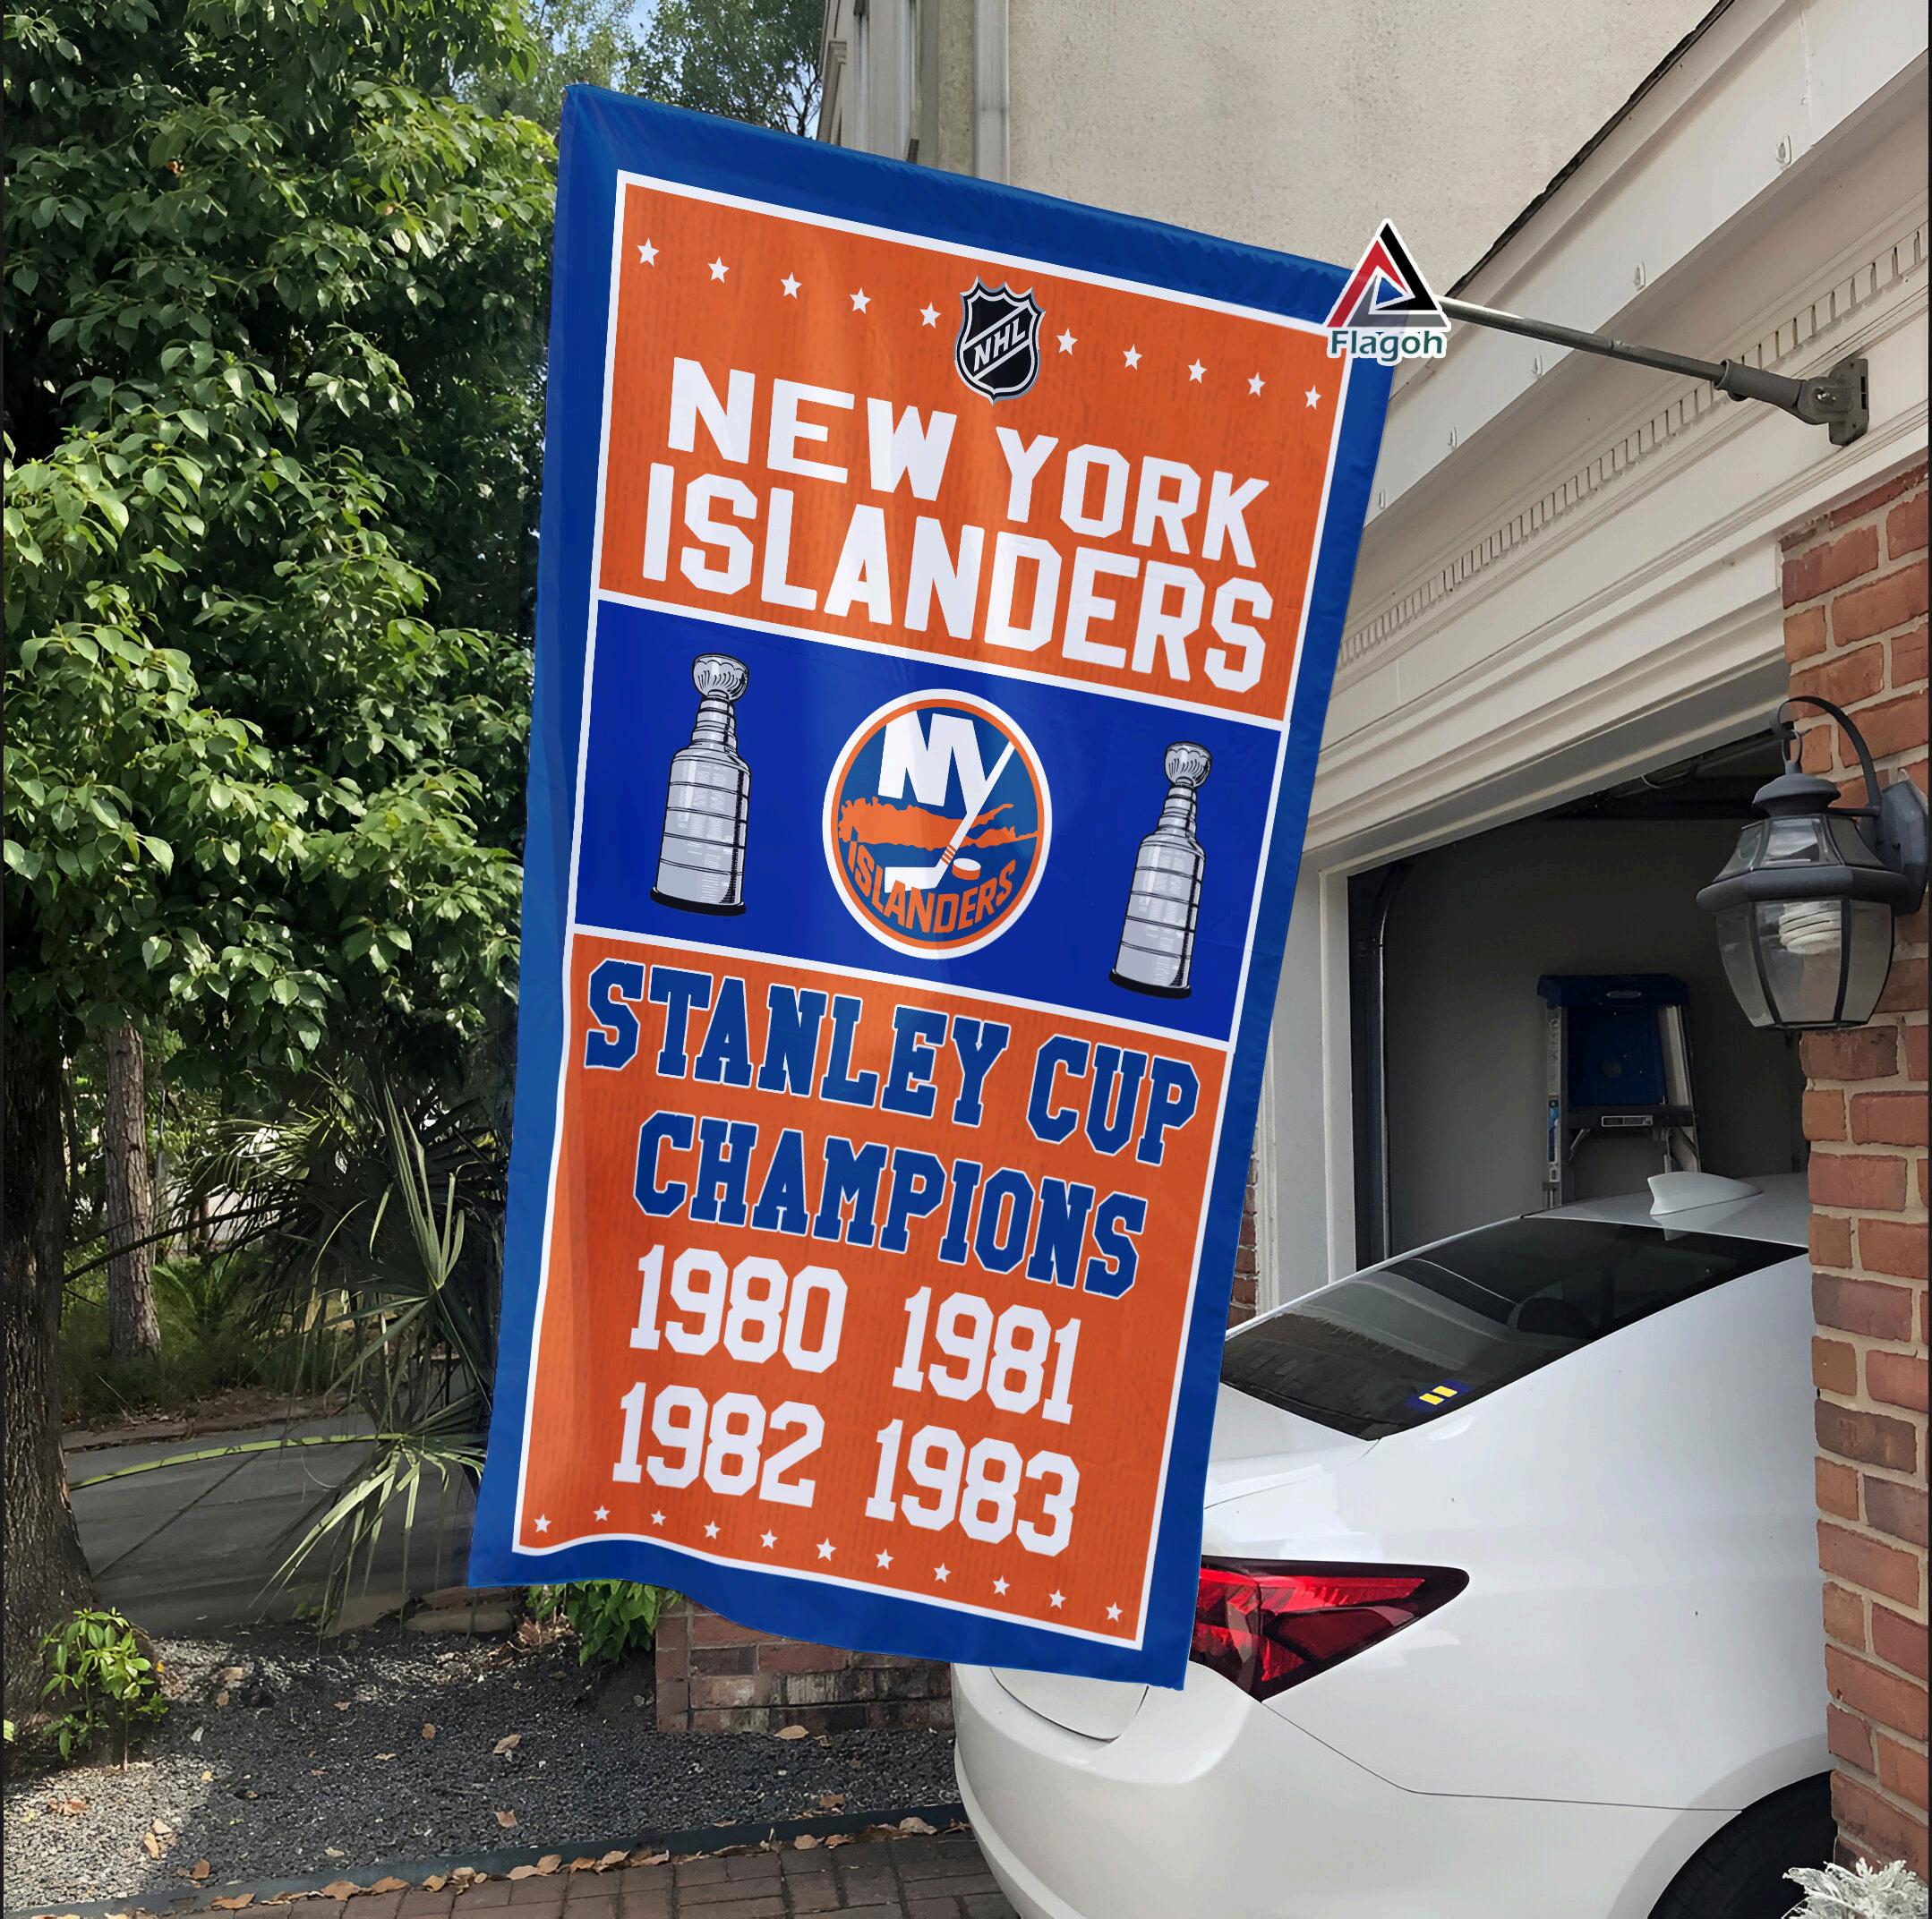 Flagoh
NHL
NEW YORK
ISLANDERS
NY
ISLANDERS
STANLEY CUP
CHAMPIONS
1980 1981
1982 1983